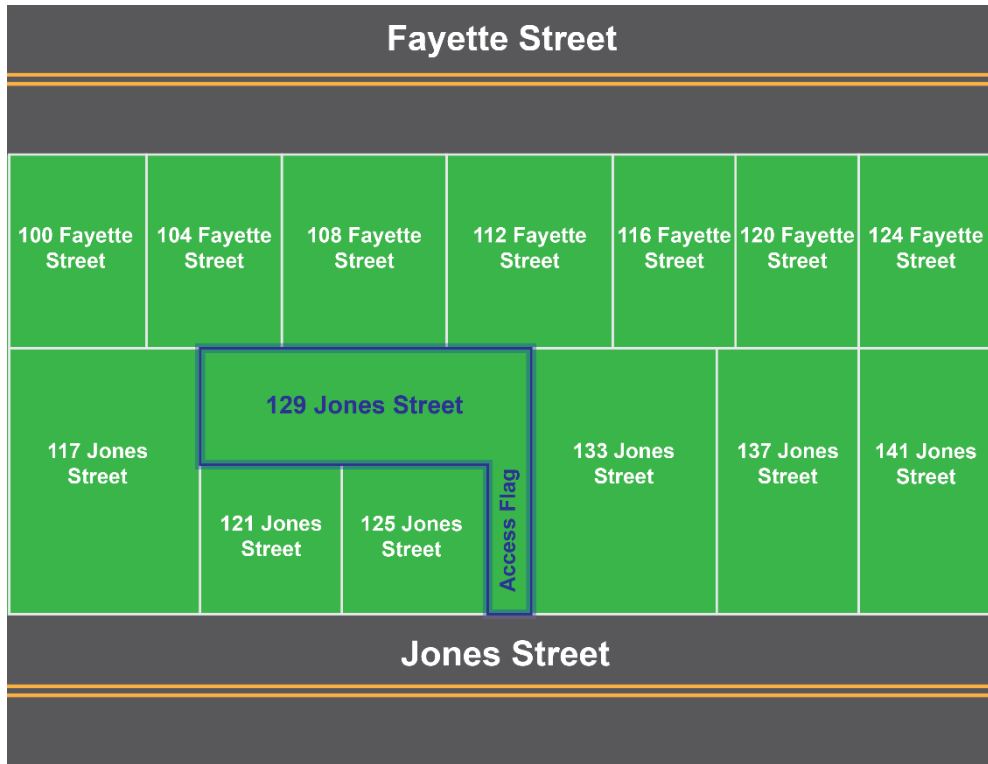 Fayette Street
100 Fayette
Street
104 Fayette
Street
108 Fayette
Street
112 Fayette
Street
116 Fayette
Street
120 Fayette
Street
124 Fayette
Street
129 Jones Street
117 Jones
Street
133 Jones
Street
137 Jones
Street
141 Jones
Street
121 Jones
Street
125 Jones
Street
Access Flag
Jones Street